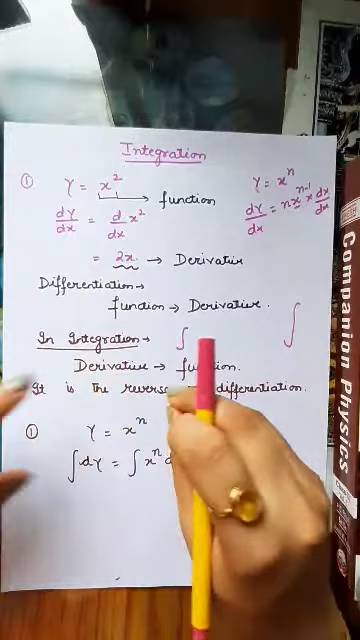 Integration
① Y = x² → function
dY/dx = d/dx x²
= 2x → Derivative
Y = xⁿ
dY/dx = nxⁿ⁻¹ × dx/dx
Differentiation →
function → Derivative.
In Integration → ∫
∫
Derivative → function.
It is the reverse differentiation.
① Y = xⁿ
∫dY = ∫xⁿ
COMPANION
Physics